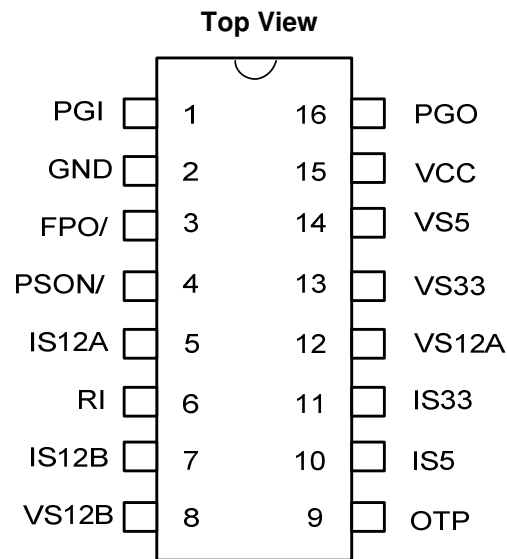 Top View
PGI 1 16 PGO
GND 2 15 VCC
FPO/ 3 14 VS5
PSON/ 4 13 VS33
IS12A 5 12 VS12A
RI 6 11 IS33
IS12B 7 10 IS5
VS12B 8 9 OTP